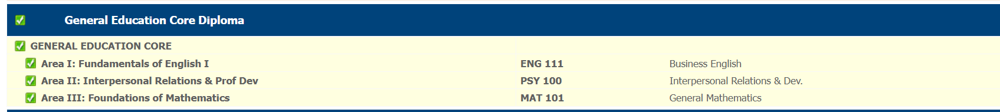 General Education Core Diploma
GENERAL EDUCATION CORE
Area I: Fundamentals of English I ENG 111 Business English
Area II: Interpersonal Relations & Prof Dev PSY 100 Interpersonal Relations & Dev.
Area III: Foundations of Mathematics MAT 101 General Mathematics